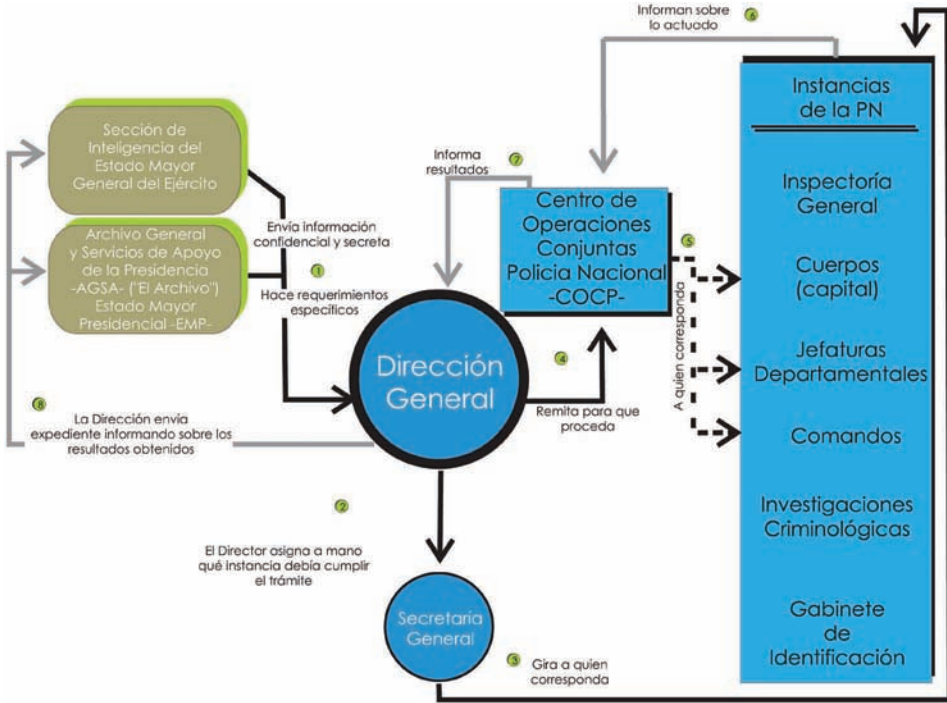 Informan sobre
lo actuado
6
Instancias
de la PN
Inspectoría
General
Cuerpos
(capital)
Jefaturas
Departamentales
Comandos
Investigaciones
Criminológicas
Gabinete
de
Identificación
Sección de
Inteligencia del
Estado Mayor
General del Ejército
Archivo General
y Servicios de Apoyo
de la Presidencia
-AGSA- ("El Archivo")
Estado Mayor
Presidencial -EMP-
Envía información
confidencial y secreta
1
Hace requerimientos
específicos
7
Informa
resultados
Centro de
Operaciones
Conjuntas
Policia Nacional
-COCP-
5
A quien corresponda
Dirección
General
4
Remita para que
proceda
8
La Dirección envía
expediente informando sobre los
resultados obtenidos
2
El Director asigna a mano
qué instancia debía cumplir
el trámite
Secretaría
General
3
Gira a quien
corresponda